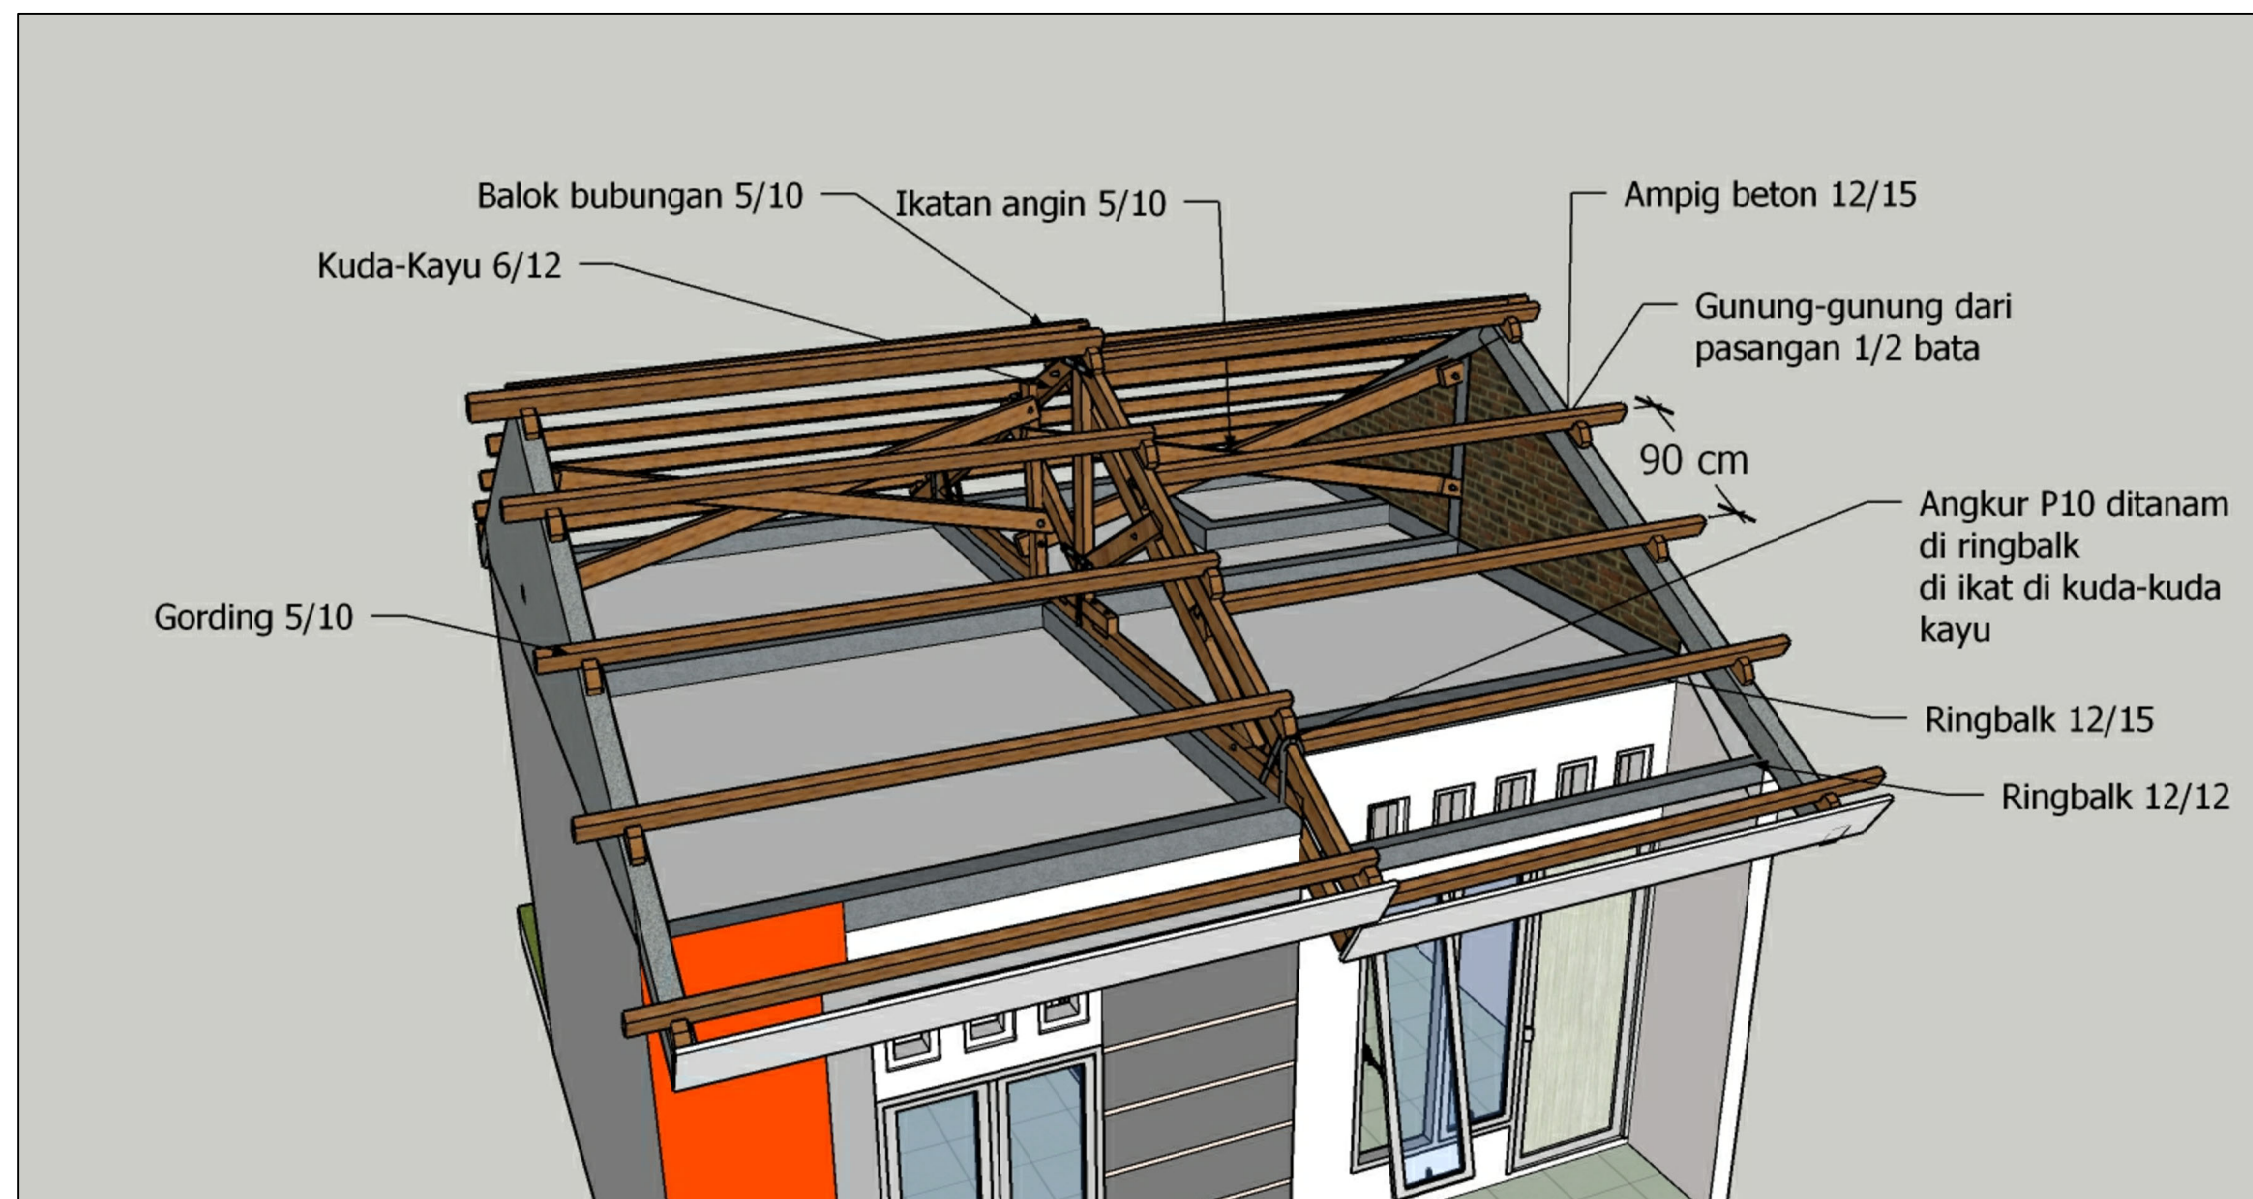 Balok bubungan 5/10
Ikatan angin 5/10
Ampig beton 12/15
Kuda-Kayu 6/12
Gunung-gunung dari
pasangan 1/2 bata
90 cm
Angkur P10 ditanam
di ringbalk
di ikat di kuda-kuda
kayu
Gording 5/10
Ringbalk 12/15
Ringbalk 12/12